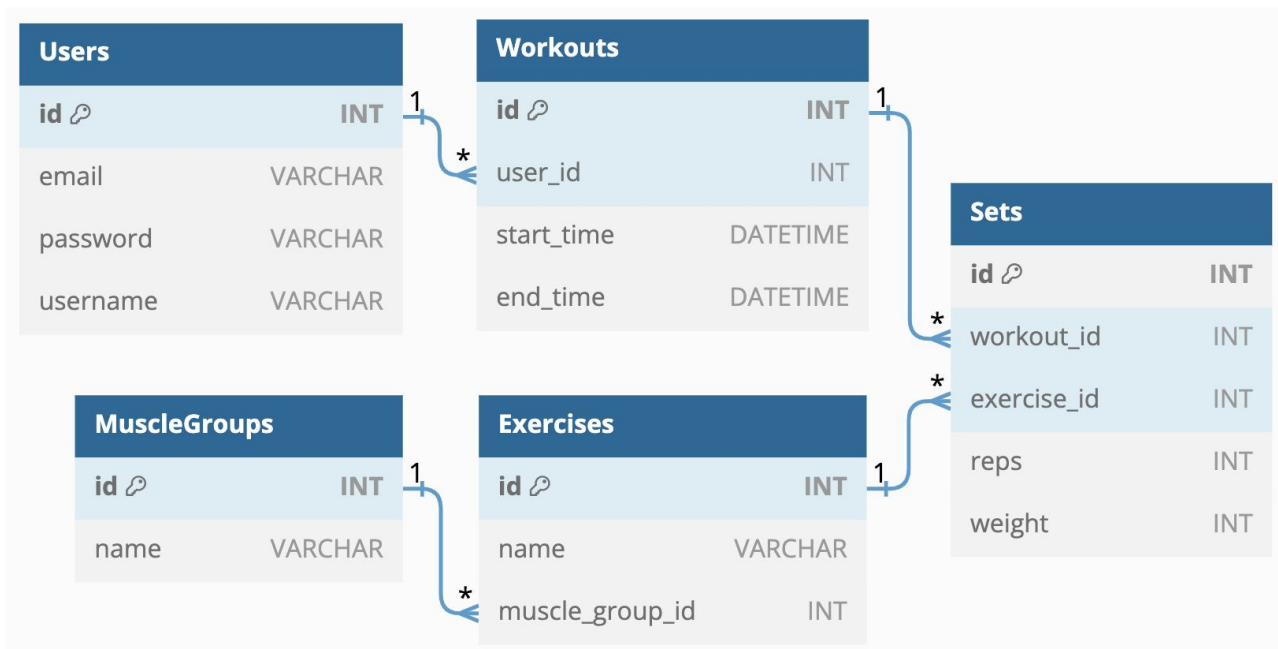 Users
id INT
email VARCHAR
password VARCHAR
username VARCHAR
1
*
Workouts
id INT
user_id INT
start_time DATETIME
end_time DATETIME
1
*
Sets
id INT
workout_id INT
exercise_id INT
reps INT
weight INT
MuscleGroups
id INT
name VARCHAR
1
*
Exercises
id INT
name VARCHAR
muscle_group_id INT
1
*